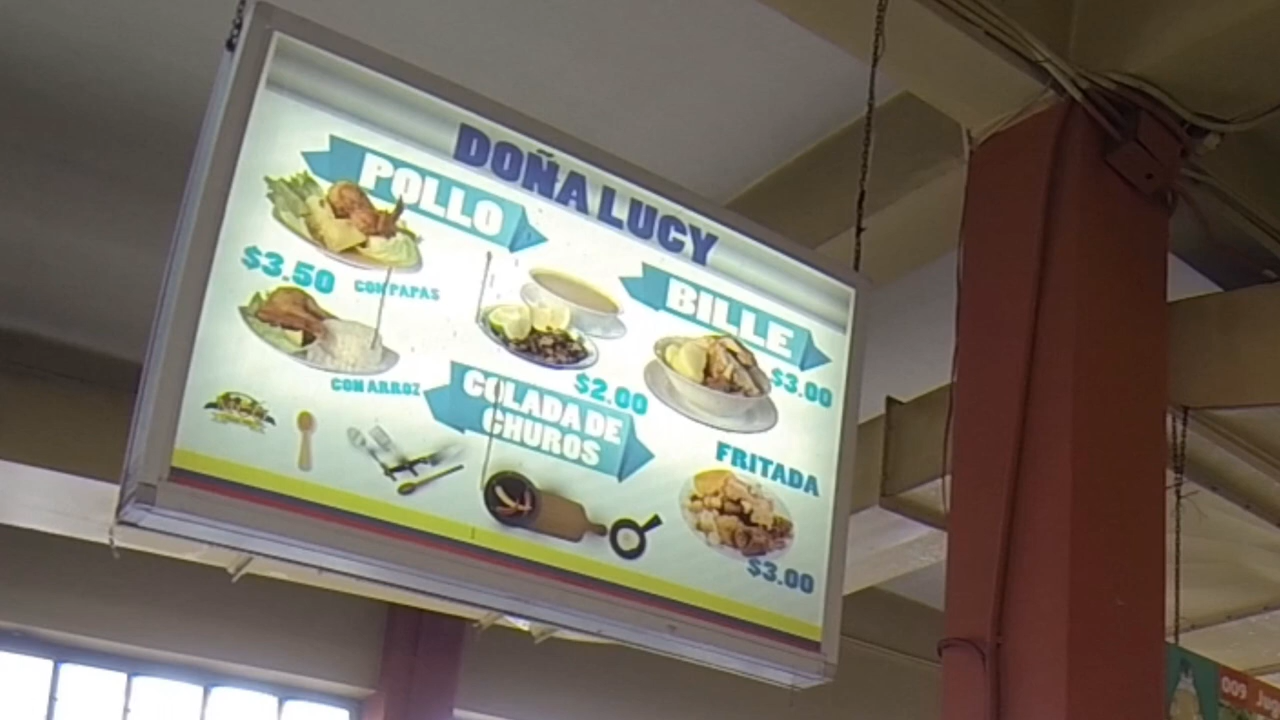 DOÑA LUCY
POLLO
$3.50
CON PAPAS
CON ARROZ
$2.00
COLADA DE
CHUROS
BILLE
$3.00
FRITADA
$3.00
009